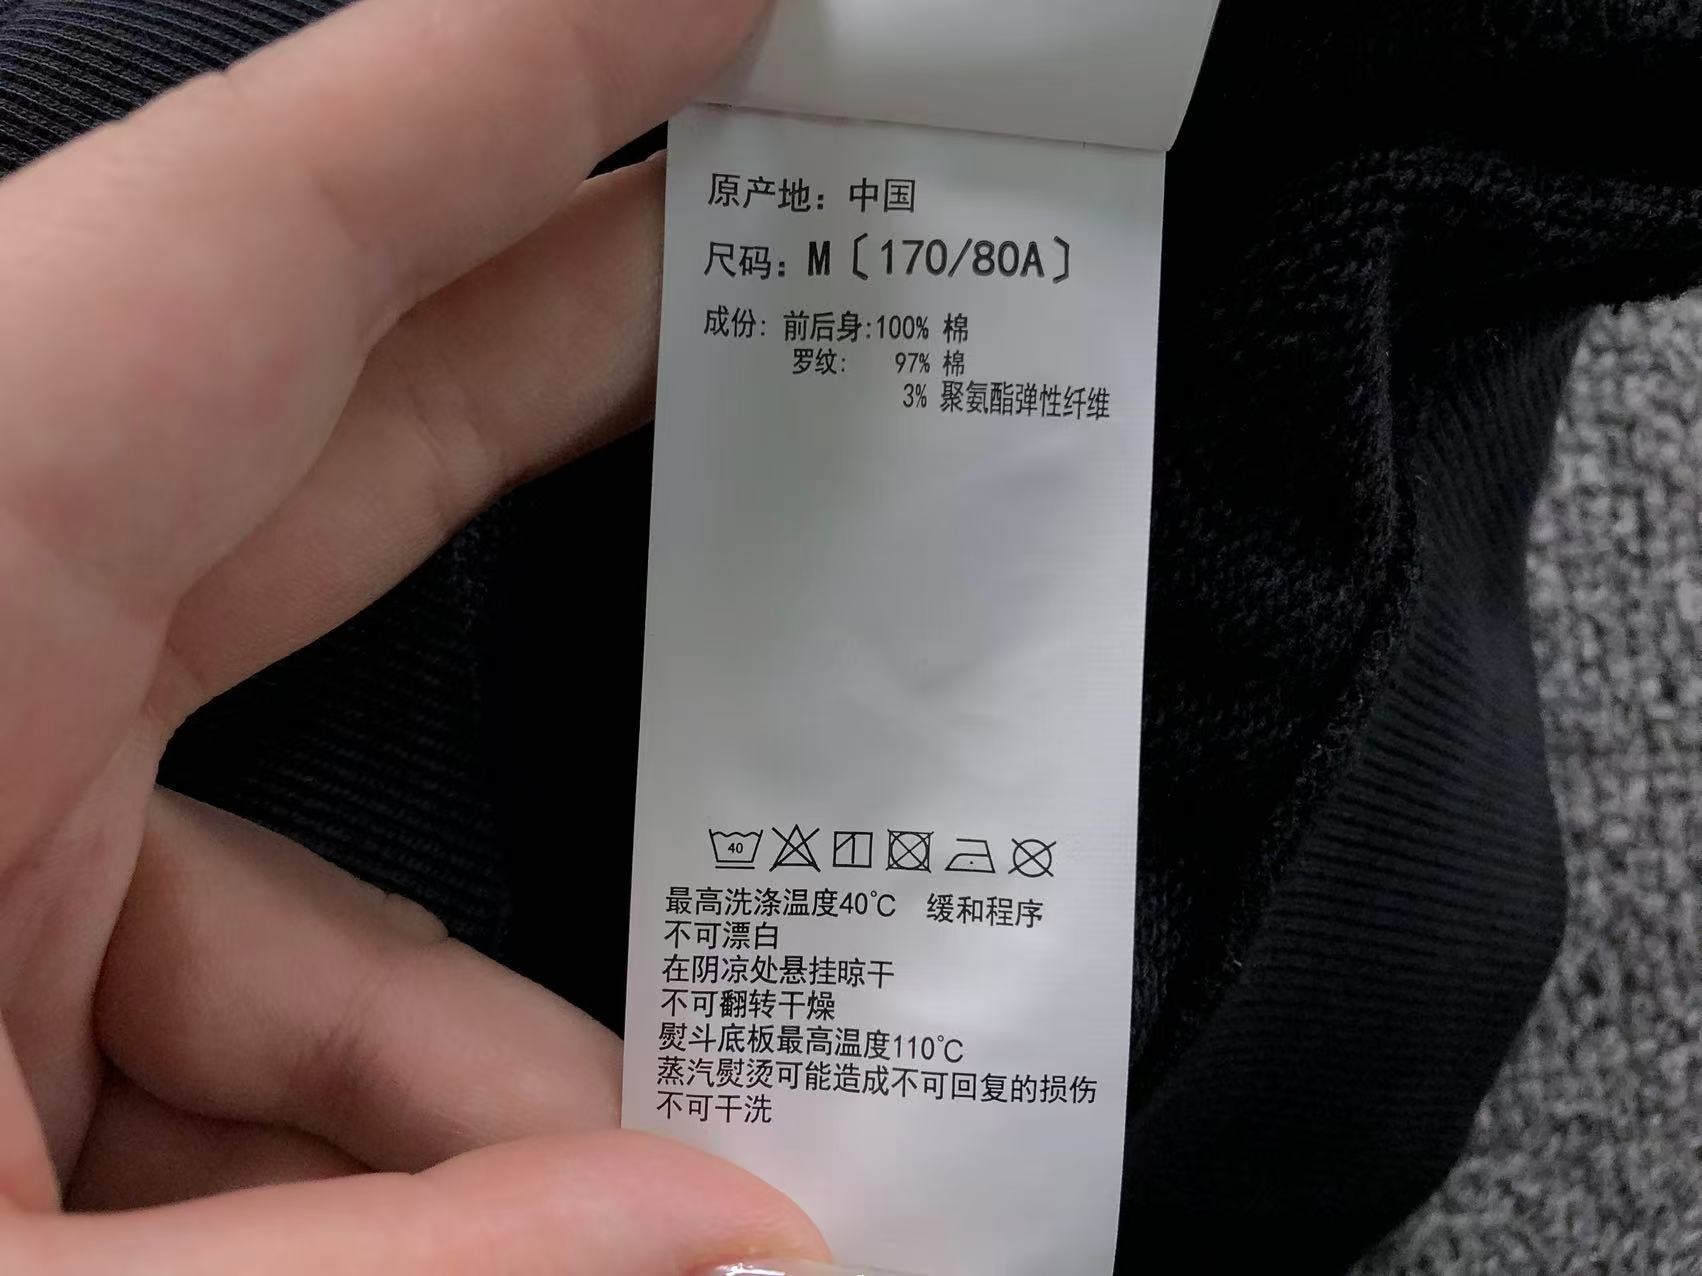 原产地：中国
尺码：M〔170/80A〕
成份：前后身:100% 棉
罗纹: 97% 棉
3% 聚氨酯弹性纤维
40
最高洗涤温度40℃ 缓和程序
不可漂白
在阴凉处悬挂晾干
不可翻转干燥
熨斗底板最高温度110℃
蒸汽熨烫可能造成不可回复的损伤
不可干洗